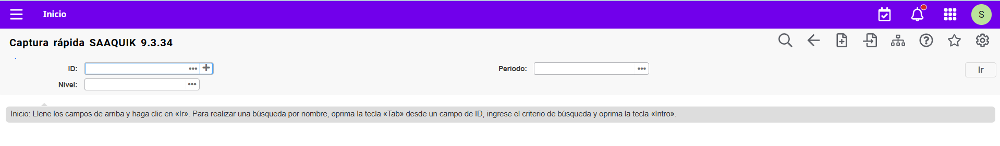 Inicio
S
Captura rápida SAAQUIK 9.3.34
ID:
Periodo:
Ir
Nivel:
Inicio: Llene los campos de arriba y haga clic en «Ir». Para realizar una búsqueda por nombre, oprima la tecla «Tab» desde un campo de ID, ingrese el criterio de búsqueda y oprima la tecla «Intro».